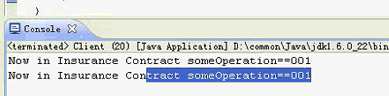 }
Console
<terminated> Client (20) [Java Application] D:\common\Java\jdk1.6.0_22\bin
Now in Insurance Contract someOperation==001
Now in Insurance Contract someOperation==001